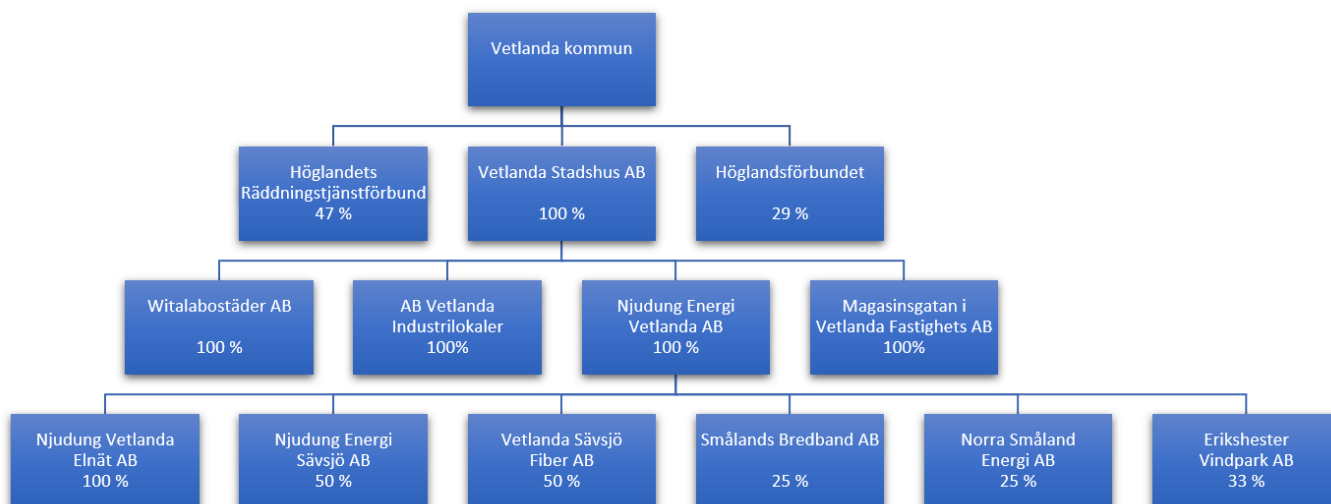 Vetlanda kommun
Höglandets
Räddningstjänstförbund
47 %
Vetlanda Stadshus AB
100 %
Höglandsförbundet
29 %
Witalabostäder AB
100 %
AB Vetlanda
Industrilokaler
100%
Njudung Energi
Vetlanda AB
100 %
Magasinsgatan i
Vetlanda Fastighets AB
100%
Njudung Vetlanda
Elnät AB
100 %
Njudung Energi
Sävsjö AB
50 %
Vetlanda Sävsjö
Fiber AB
50 %
Smålands Bredband AB
25 %
Norra Småland
Energi AB
25 %
Erikshester
Vindpark AB
33 %